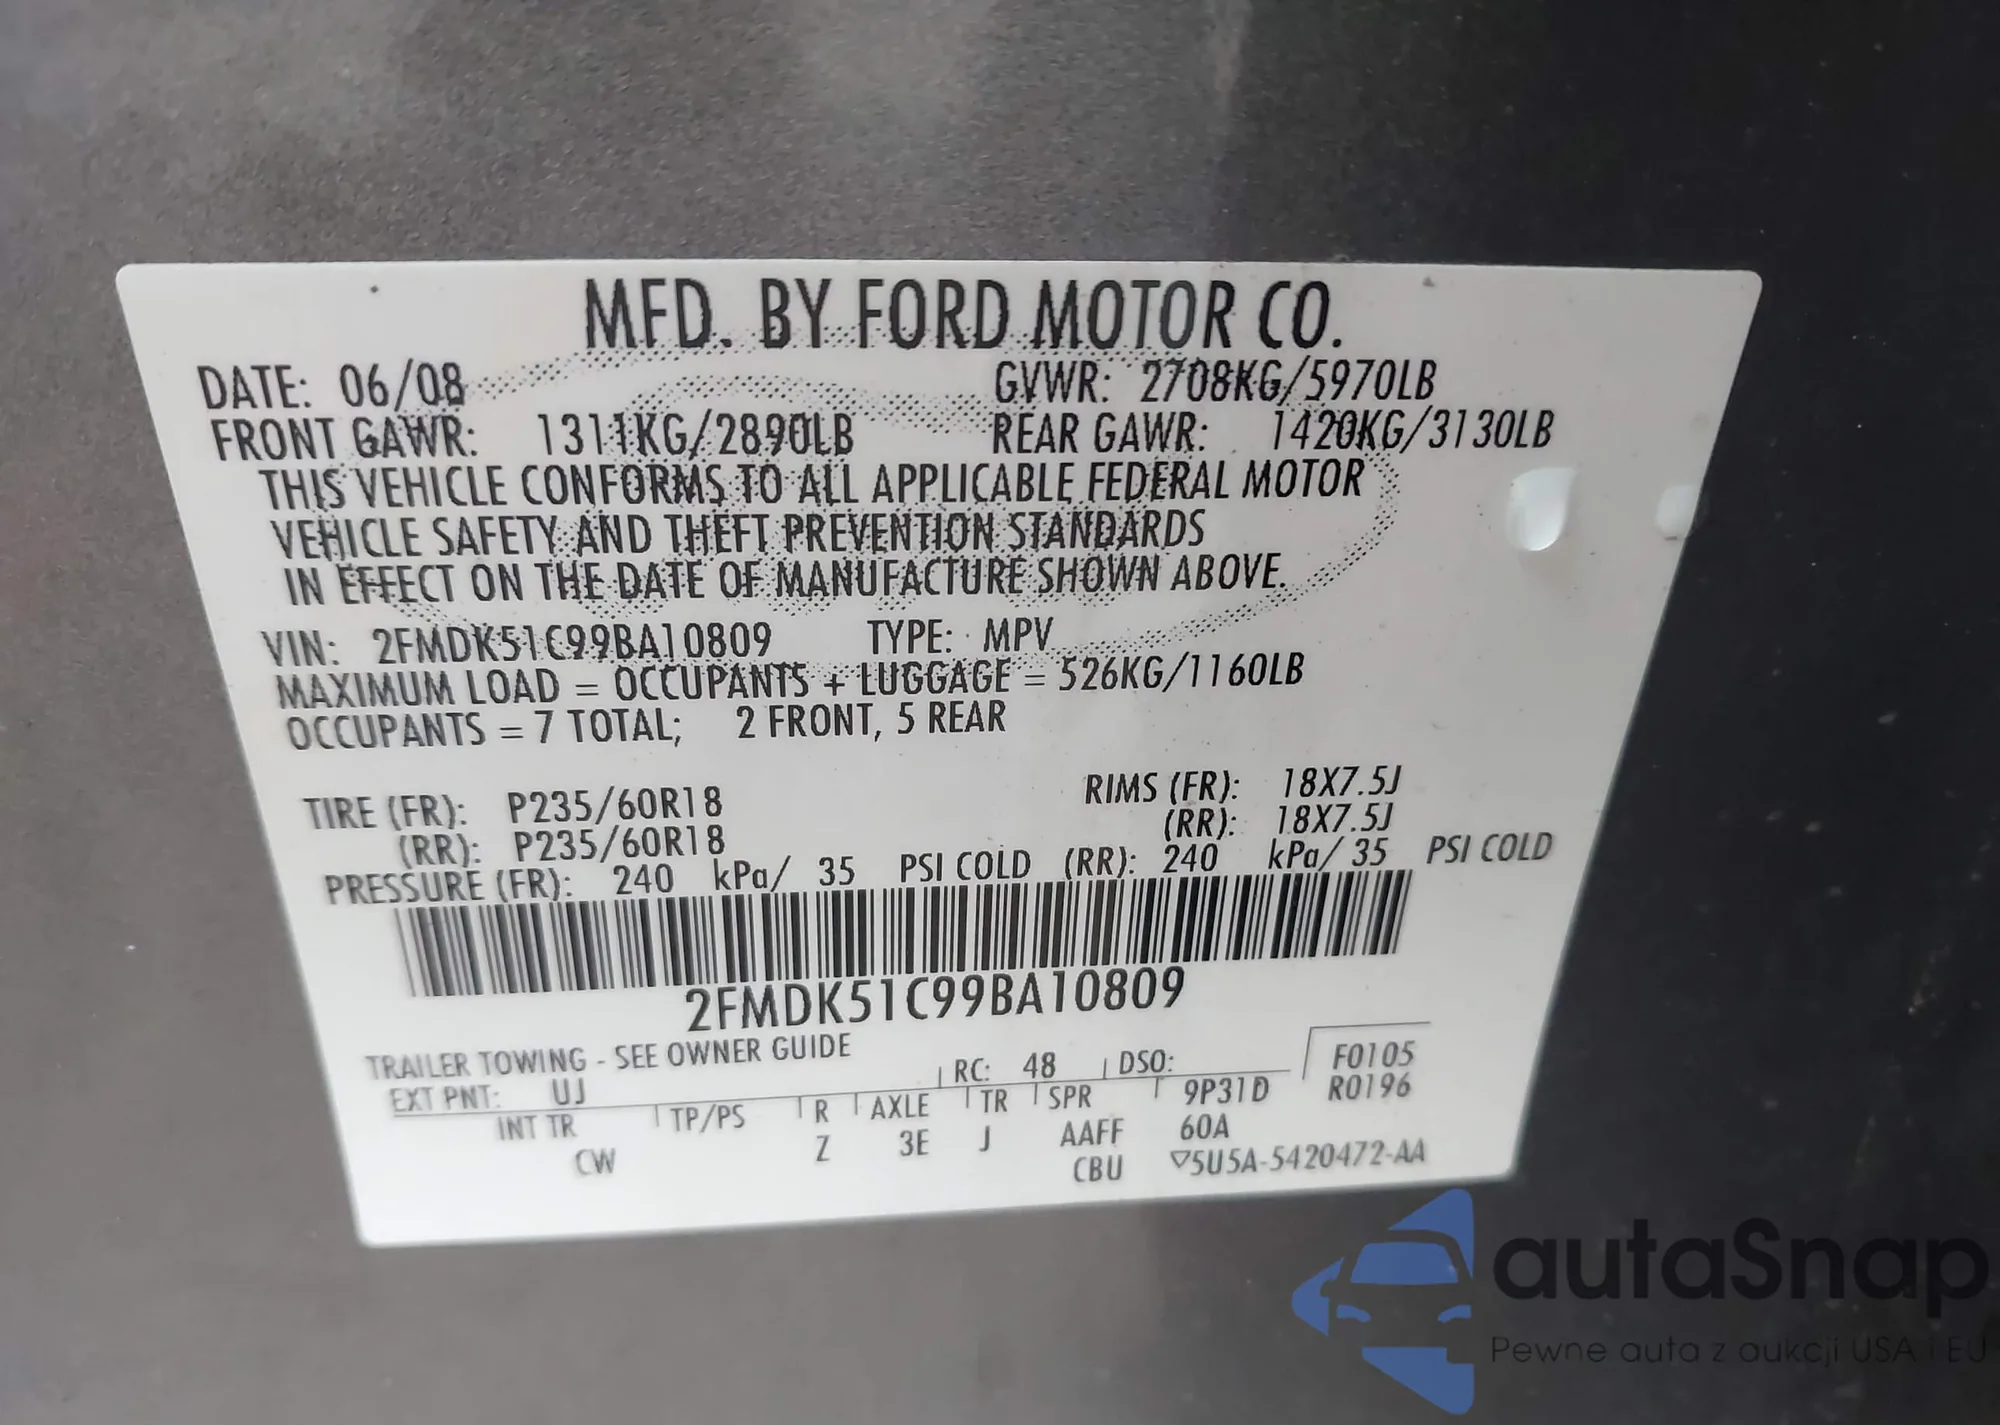 MFD. BY FORD MOTOR CO.
DATE: 06/08 GVWR: 2708KG/5970LB
FRONT GAWR: 1311KG/2890LB REAR GAWR: 1420KG/3130LB
THIS VEHICLE CONFORMS TO ALL APPLICABLE FEDERAL MOTOR
VEHICLE SAFETY AND THEFT PREVENTION STANDARDS
IN EFFECT ON THE DATE OF MANUFACTURE SHOWN ABOVE.
VIN: 2FMDK51C99BA10809 TYPE: MPV
MAXIMUM LOAD = OCCUPANTS + LUGGAGE = 526KG/1160LB
OCCUPANTS = 7 TOTAL; 2 FRONT, 5 REAR
TIRE (FR): P235/60R18 RIMS (FR): 18X7.5J
(RR): P235/60R18 (RR): 18X7.5J
PRESSURE (FR): 240 kPa/ 35 PSI COLD (RR): 240 kPa/ 35 PSI COLD
2FMDK51C99BA10809
TRAILER TOWING - SEE OWNER GUIDE
EXT PNT: UJ RC: 48 DSO: F0105
INT TR TP/PS R AXLE TR SPR 9P31D R0196
CW Z 3E J AAFF 60A
CBU ▽5U5A-5420472-AA
autaSnap
Pewne auta z aukcji USA i EU